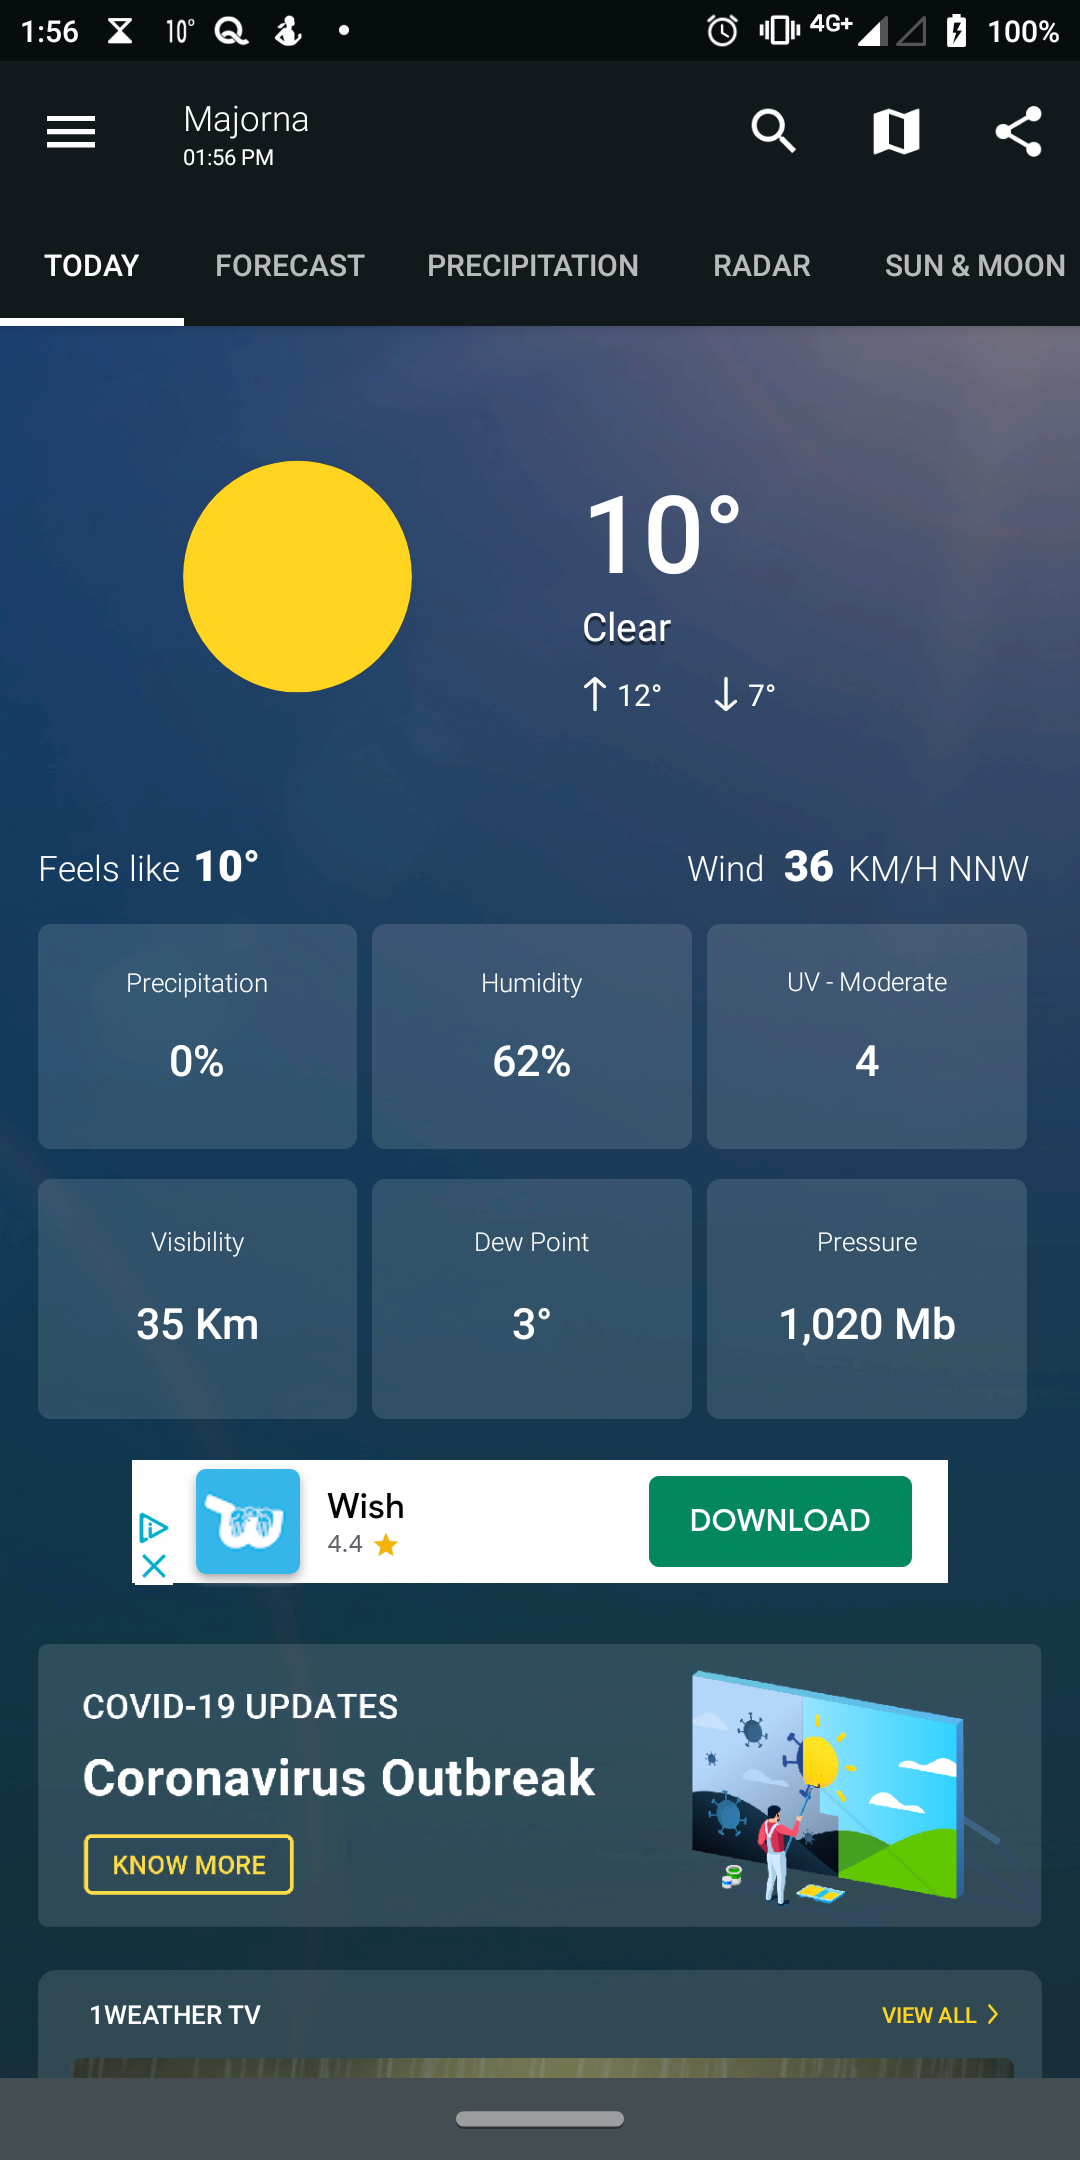 1:56 10° 4G+ 100%
Majorna
01:56 PM
TODAY FORECAST PRECIPITATION RADAR SUN & MOON
10°
Clear
↑ 12° ↓ 7°
Feels like 10° Wind 36 KM/H NNW
Precipitation Humidity UV - Moderate
0% 62% 4
Visibility Dew Point Pressure
35 Km 3° 1,020 Mb
Wish
4.4
DOWNLOAD
COVID-19 UPDATES
Coronavirus Outbreak
KNOW MORE
1WEATHER TV VIEW ALL